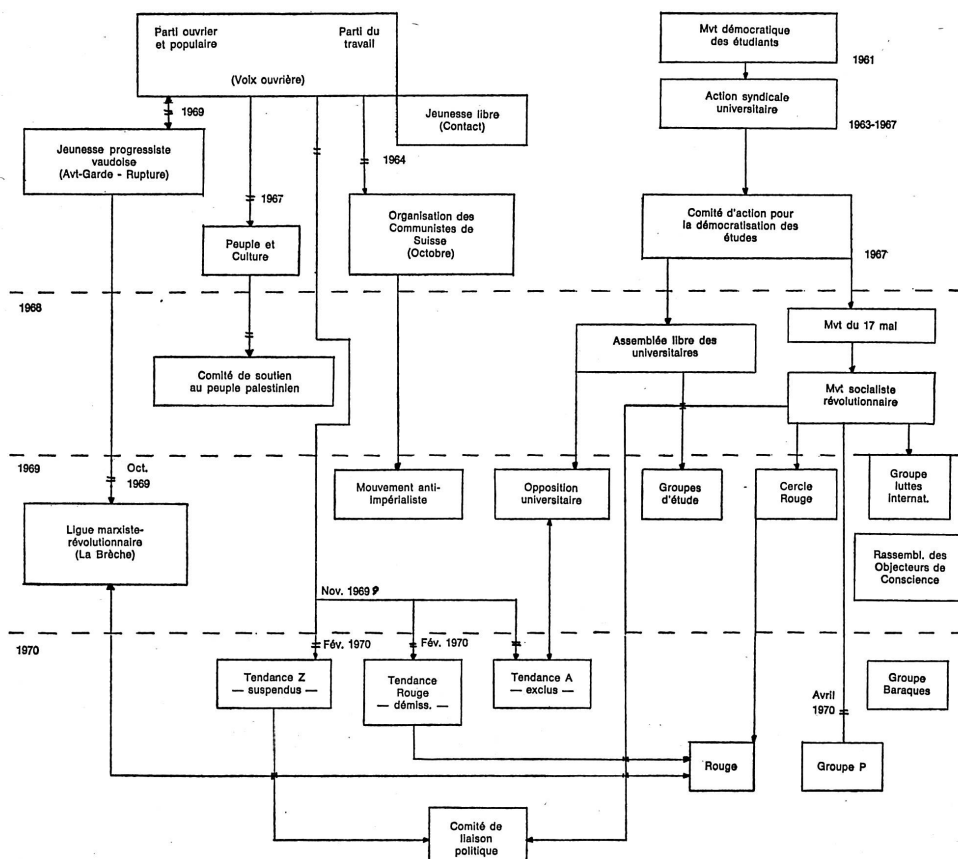 Parti ouvrier
et populaire
Parti du
travail
(Voix ouvrière)
Mvt démocratique
des étudiants
1961
Action syndicale
universitaire
1963-1967
1969
Jeunesse libre
(Contact)
Jeunesse progressiste
vaudoise
(Avt-Garde - Rupture)
1964
1967
Organisation des
Communistes de
Suisse
(Octobre)
Comité d'action pour
la démocratisation des
études
1967
Peuple et
Culture
1968
Mvt du 17 mai
Assemblée libre des
universitaires
Comité de soutien
au peuple palestinien
Mvt socialiste
révolutionnaire
1969
Oct.
1969
Mouvement anti-
impérialiste
Opposition
universitaire
Groupes
d'étude
Cercle
Rouge
Groupe
luttes
internat.
Ligue marxiste-
révolutionnaire
(La Brèche)
Rassembl. des
Objecteurs de
Conscience
Nov. 1969
1970
Fév. 1970
Fév. 1970
Tendance Z
— suspendus —
Tendance
Rouge
— démiss. —
Tendance A
— exclus —
Groupe
Baraques
Avril
1970
Rouge
Groupe P
Comité de
liaison
politique